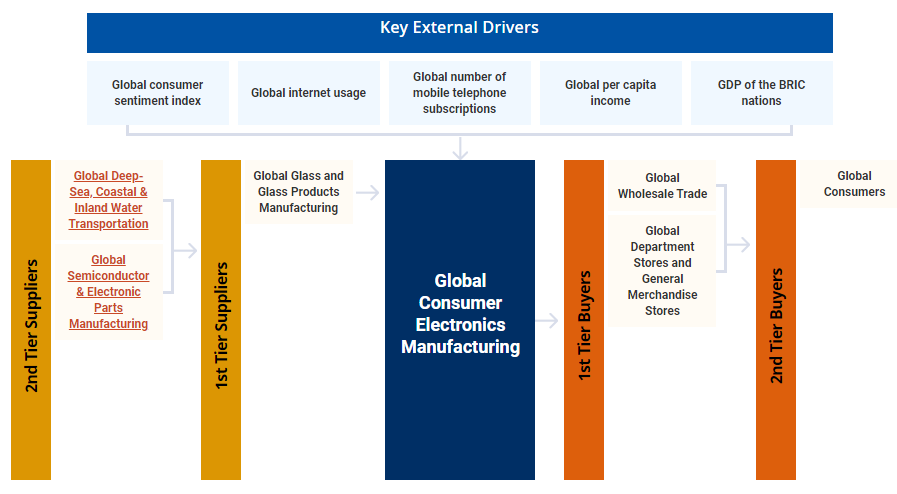 Key External Drivers
Global consumer
sentiment index
Global internet usage
Global number of
mobile telephone
subscriptions
Global per capita
income
GDP of the BRIC
nations
2nd Tier Suppliers
Global Deep-
Sea, Coastal &
Inland Water
Transportation
Global
Semiconductor
& Electronic
Parts
Manufacturing
1st Tier Suppliers
Global Glass and
Glass Products
Manufacturing
Global
Consumer
Electronics
Manufacturing
1st Tier Buyers
Global
Wholesale Trade
Global
Department
Stores and
General
Merchandise
Stores
2nd Tier Buyers
Global
Consumers